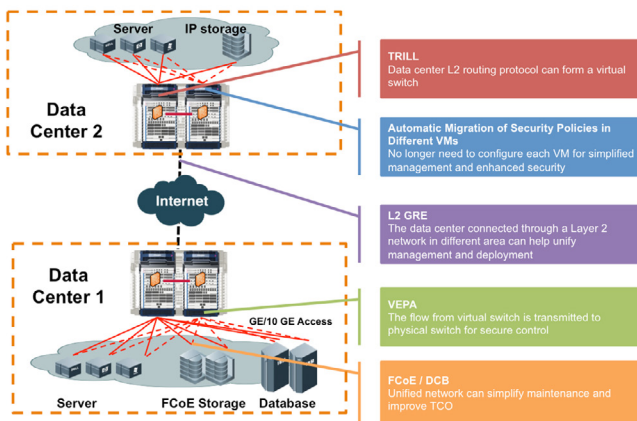 Server
IP storage
Data
Center 2
Internet
Data
Center 1
GE/10 GE Access
Server
FCoE Storage
Database
TRILL
Data center L2 routing protocol can form a virtual
switch
Automatic Migration of Security Policies in
Different VMs
No longer need to configure each VM for simplified
management and enhanced security
L2 GRE
The data center connected through a Layer 2
network in different area can help unify
management and deployment
VEPA
The flow from virtual switch is transmitted to
physical switch for secure control
FCoE / DCB
Unified network can simplify maintenance and
improve TCO